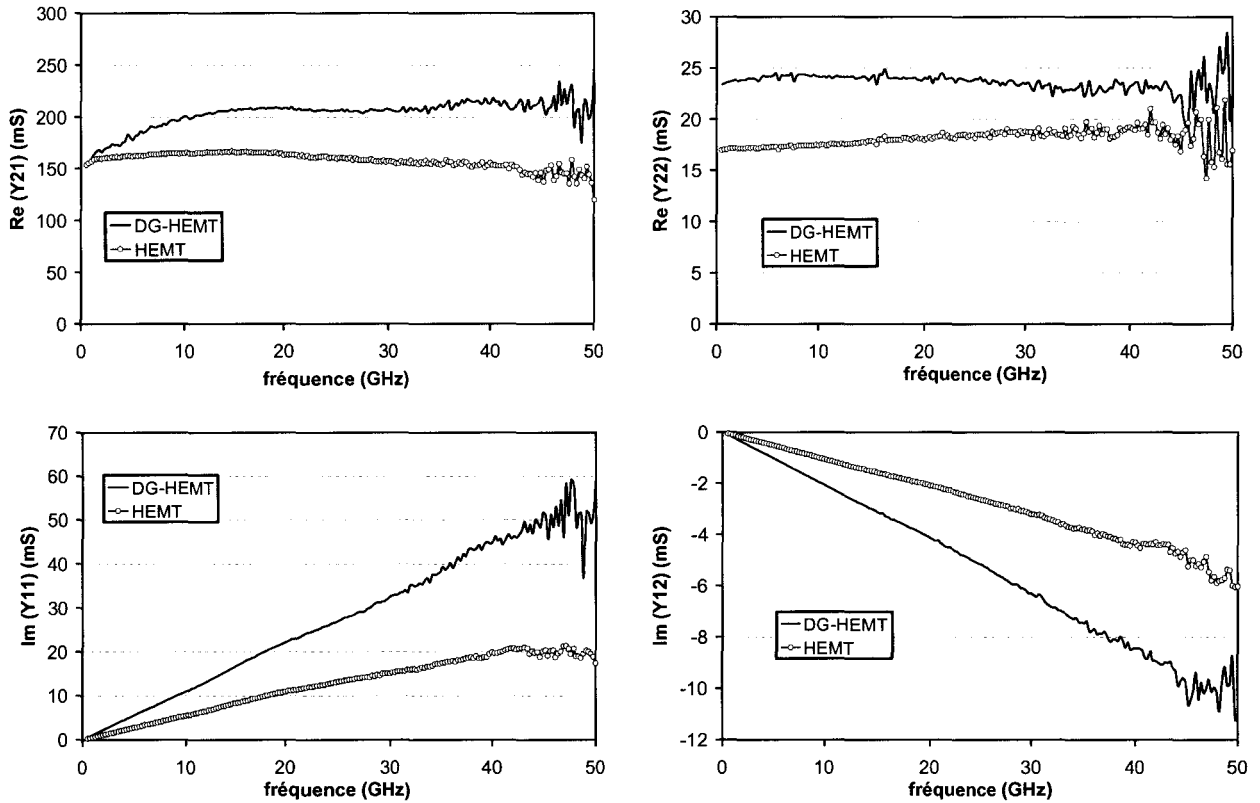 Re (Y21) (mS)
300
250
200
150
100
50
0
DG-HEMT
HEMT
0 10 20 30 40 50
fréquence (GHz)
Re (Y22) (mS)
30
25
20
15
10
5
0
DG-HEMT
HEMT
0 10 20 30 40 50
fréquence (GHz)
Im (Y11) (mS)
70
60
50
40
30
20
10
0
DG-HEMT
HEMT
0 10 20 30 40 50
fréquence (GHz)
Im (Y12) (mS)
0
-2
-4
-6
-8
-10
-12
DG-HEMT
HEMT
0 10 20 30 40 50
fréquence (GHz)